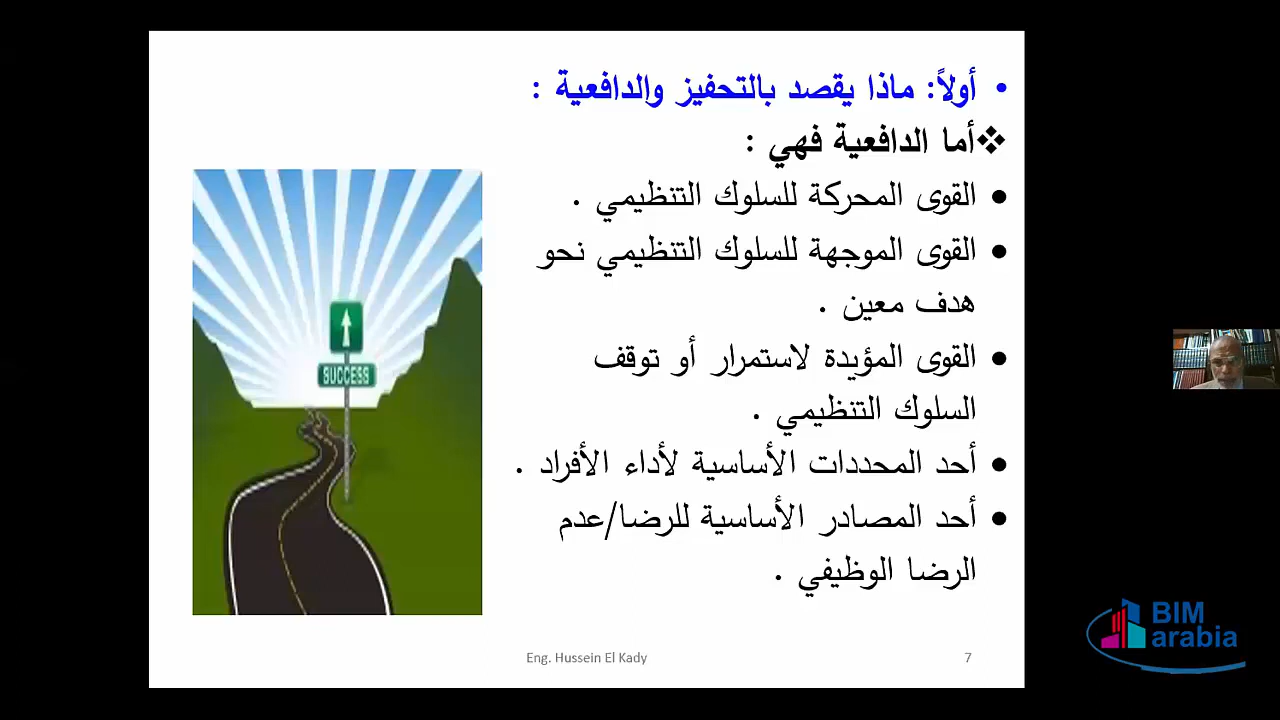 • أولاً: ماذا يقصد بالتحفيز والدافعية :
❖أما الدافعية فهي :
• القوى المحركة للسلوك التنظيمي .
• القوى الموجهة للسلوك التنظيمي نحو
هدف معين .
• القوى المؤيدة لاستمرار أو توقف
السلوك التنظيمي .
• أحد المحددات الأساسية لأداء الأفراد .
• أحد المصادر الأساسية للرضا/عدم
الرضا الوظيفي .
SUCCESS
Eng. Hussein El Kady
7
BIM
arabia